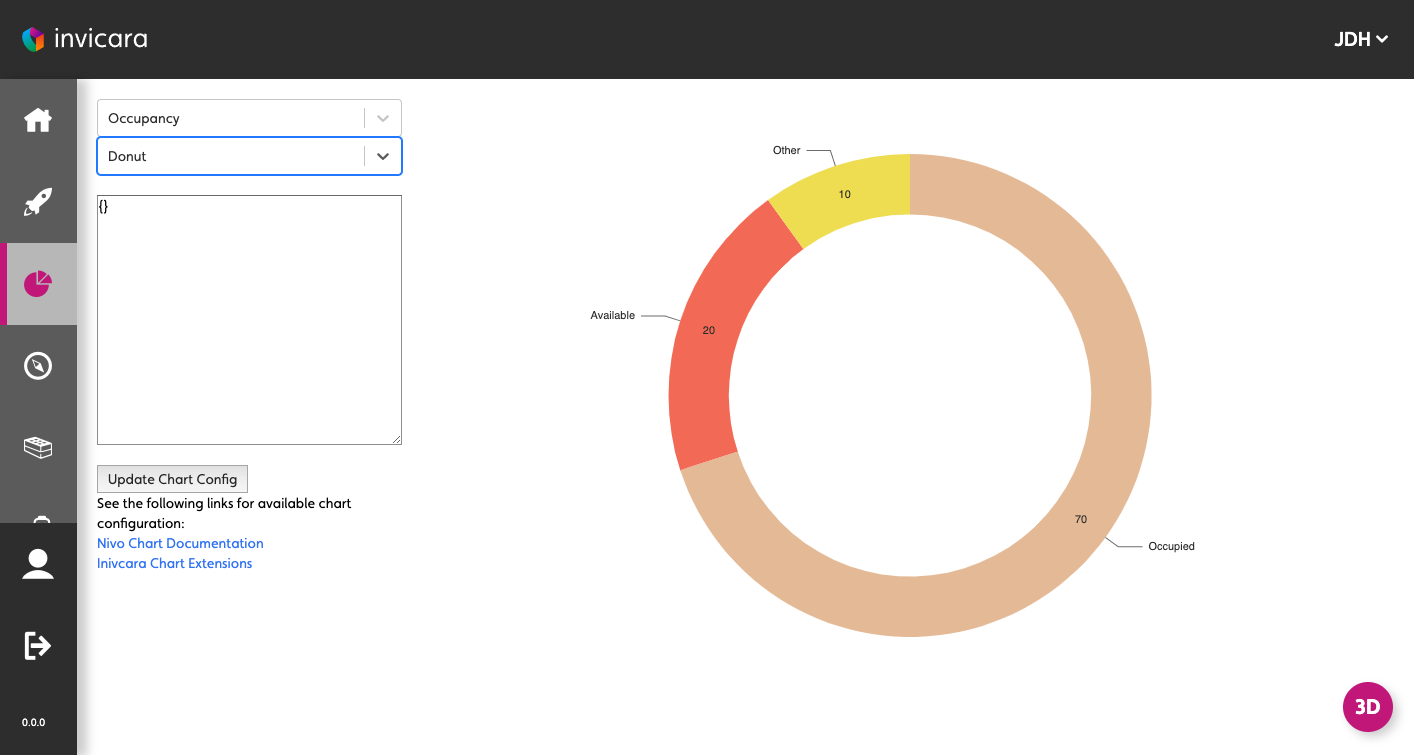 invicara
JDH
Occupancy
Donut
{}
Update Chart Config
See the following links for available chart
configuration:
Nivo Chart Documentation
Inivcara Chart Extensions
Other
10
Available
20
70
Occupied
3D
0.0.0